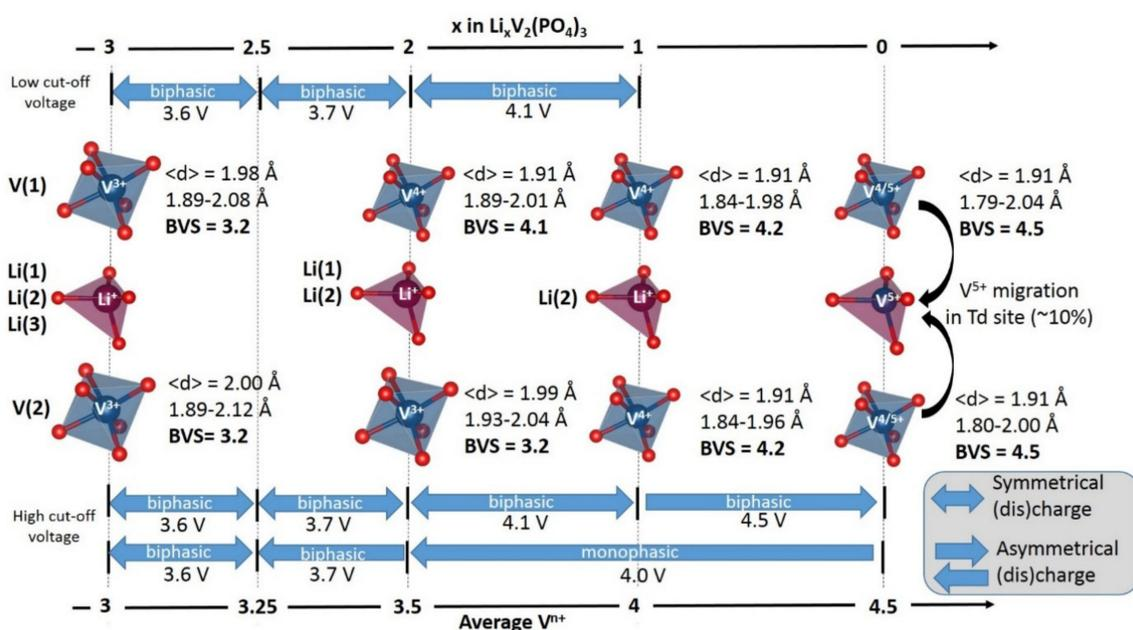 x in LixV2(PO4)3
3 2.5 2 1 0
Low cut-off
voltage
biphasic biphasic biphasic
3.6 V 3.7 V 4.1 V
V(1)
V3+
<d> = 1.98 Å
1.89-2.08 Å
BVS = 3.2
V4+
<d> = 1.91 Å
1.89-2.01 Å
BVS = 4.1
V4+
<d> = 1.91 Å
1.84-1.98 Å
BVS = 4.2
V4/5+
<d> = 1.91 Å
1.79-2.04 Å
BVS = 4.5
Li(1)
Li(2)
Li(3)
Li+
Li(1)
Li(2)
Li+
Li(2)
Li+
V5+
V5+ migration
in Td site (~10%)
V(2)
V3+
<d> = 2.00 Å
1.89-2.12 Å
BVS= 3.2
V3+
<d> = 1.99 Å
1.93-2.04 Å
BVS = 3.2
V4+
<d> = 1.91 Å
1.84-1.96 Å
BVS = 4.2
V4/5+
<d> = 1.91 Å
1.80-2.00 Å
BVS = 4.5
High cut-off
voltage
biphasic biphasic biphasic biphasic
3.6 V 3.7 V 4.1 V 4.5 V
biphasic biphasic monophasic
3.6 V 3.7 V 4.0 V
Symmetrical
(dis)charge
Asymmetrical
(dis)charge
3 3.25 3.5 4 4.5
Average Vn+